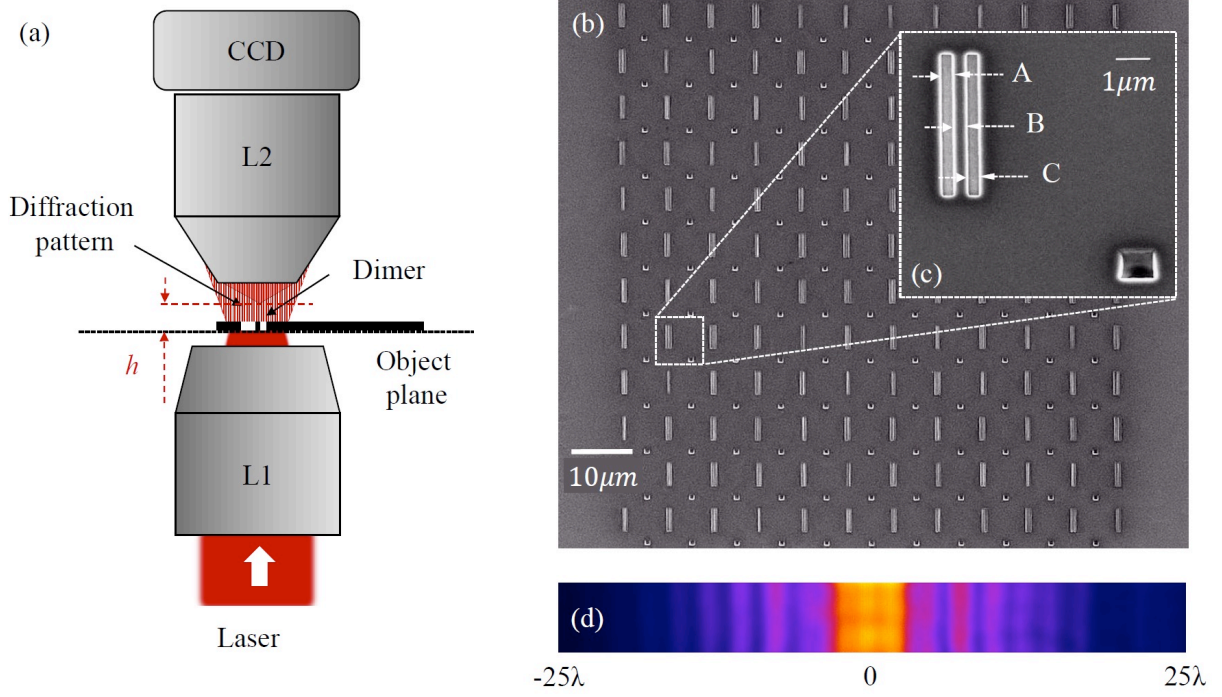 (a)
CCD
L2
Diffraction
pattern
Dimer
h
Object
plane
L1
Laser
(b)
10μm
A
1μm
B
C
(c)
(d)
-25λ
0
25λ